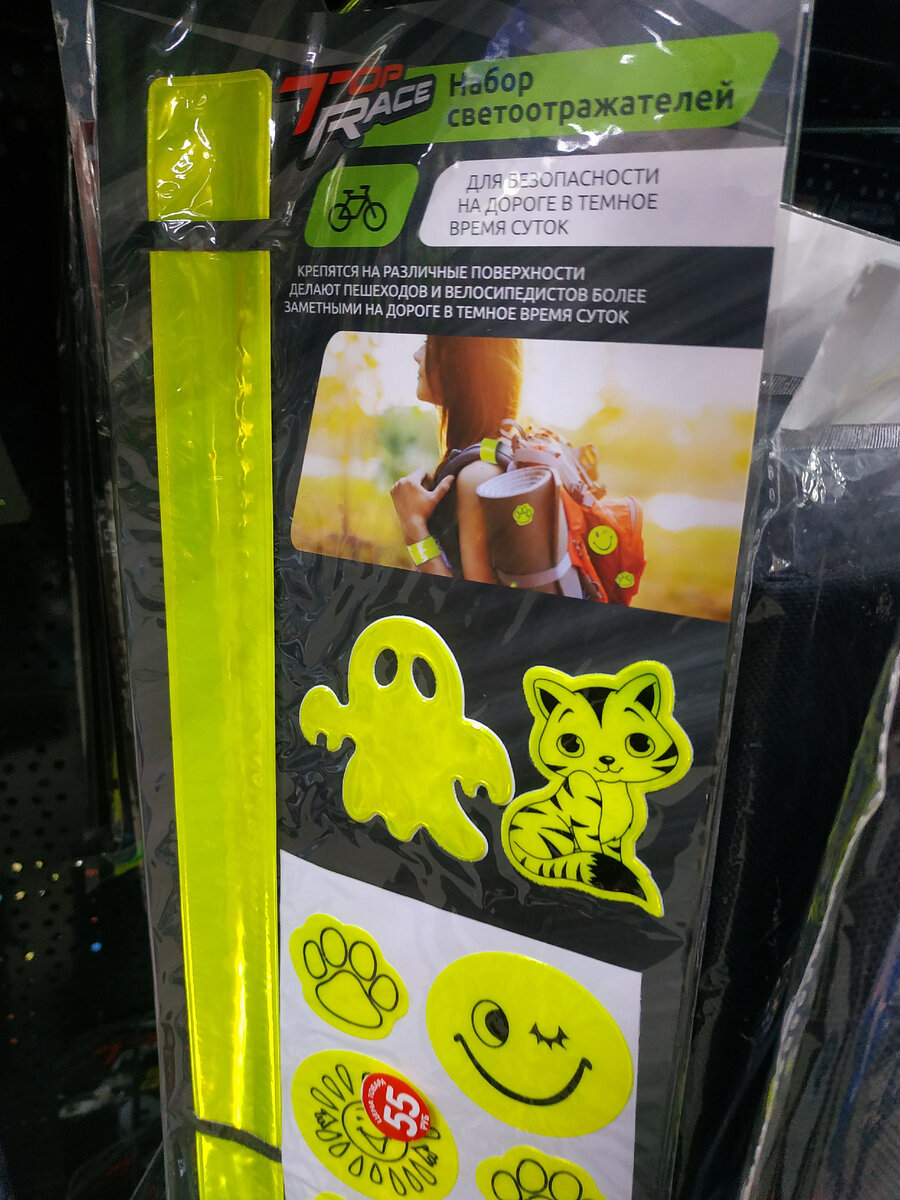 TOP RACE
Набор
светоотражателей
ДЛЯ БЕЗОПАСНОСТИ
НА ДОРОГЕ В ТЕМНОЕ
ВРЕМЯ СУТОК
КРЕПЯТСЯ НА РАЗЛИЧНЫЕ ПОВЕРХНОСТИ
ДЕЛАЮТ ПЕШЕХОДОВ И ВЕЛОСИПЕДИСТОВ БОЛЕЕ
ЗАМЕТНЫМИ НА ДОРОГЕ В ТЕМНОЕ ВРЕМЯ СУТОК
55
РУБ